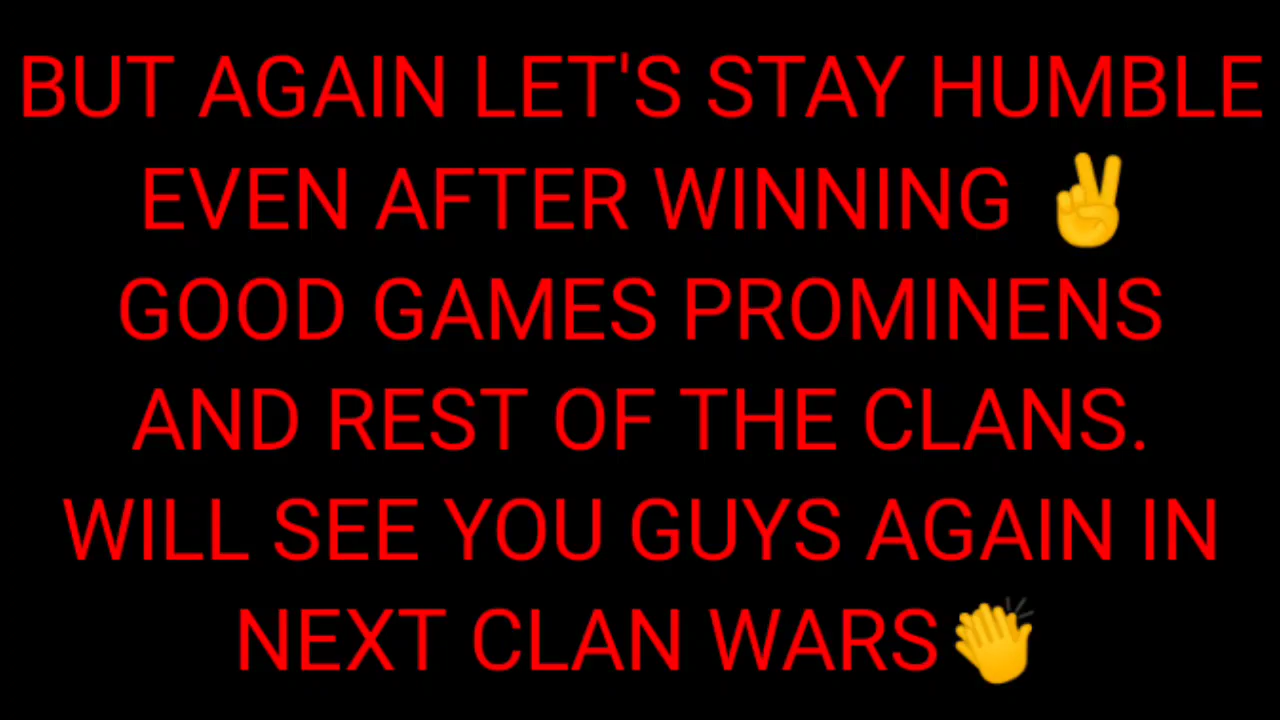 BUT AGAIN LET'S STAY HUMBLE
EVEN AFTER WINNING ✌
GOOD GAMES PROMINENS
AND REST OF THE CLANS.
WILL SEE YOU GUYS AGAIN IN
NEXT CLAN WARS👏